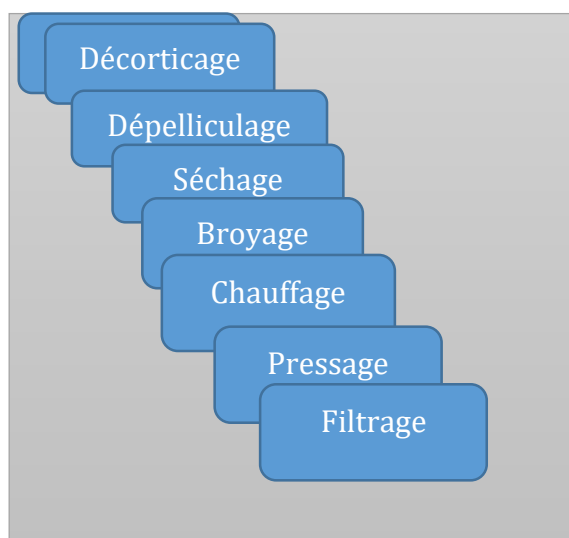 Décorticage
Dépelliculage
Séchage
Broyage
Chauffage
Pressage
Filtrage